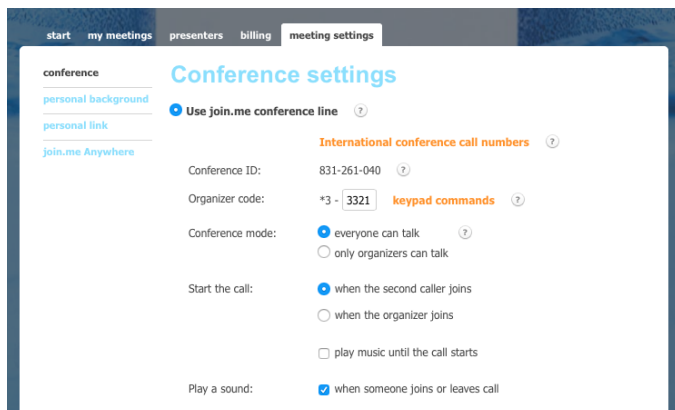 start my meetings presenters billing meeting settings
conference
Conference settings
personal background
Use join.me conference line ?
personal link
International conference call numbers ?
join.me Anywhere
Conference ID: 831-261-040 ?
Organizer code: *3 - 3321 keypad commands ?
Conference mode: everyone can talk ?
only organizers can talk
Start the call: when the second caller joins
when the organizer joins
play music until the call starts
Play a sound: when someone joins or leaves call